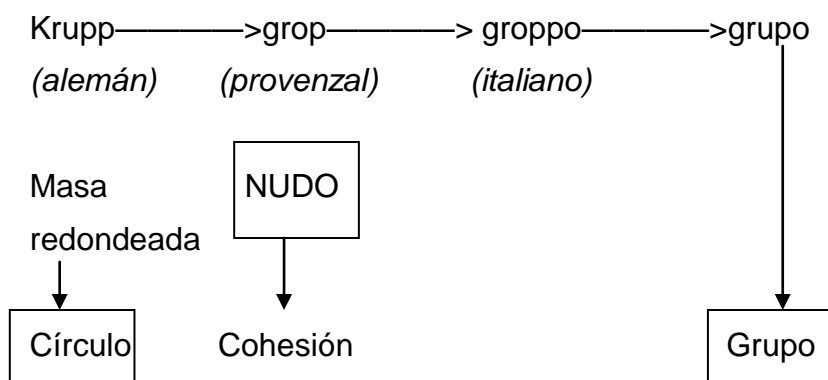 Krupp————>grop————> groppo————>grupo
(alemán) (provenzal) (italiano)
Masa NUDO
redondeada
Círculo Cohesión Grupo